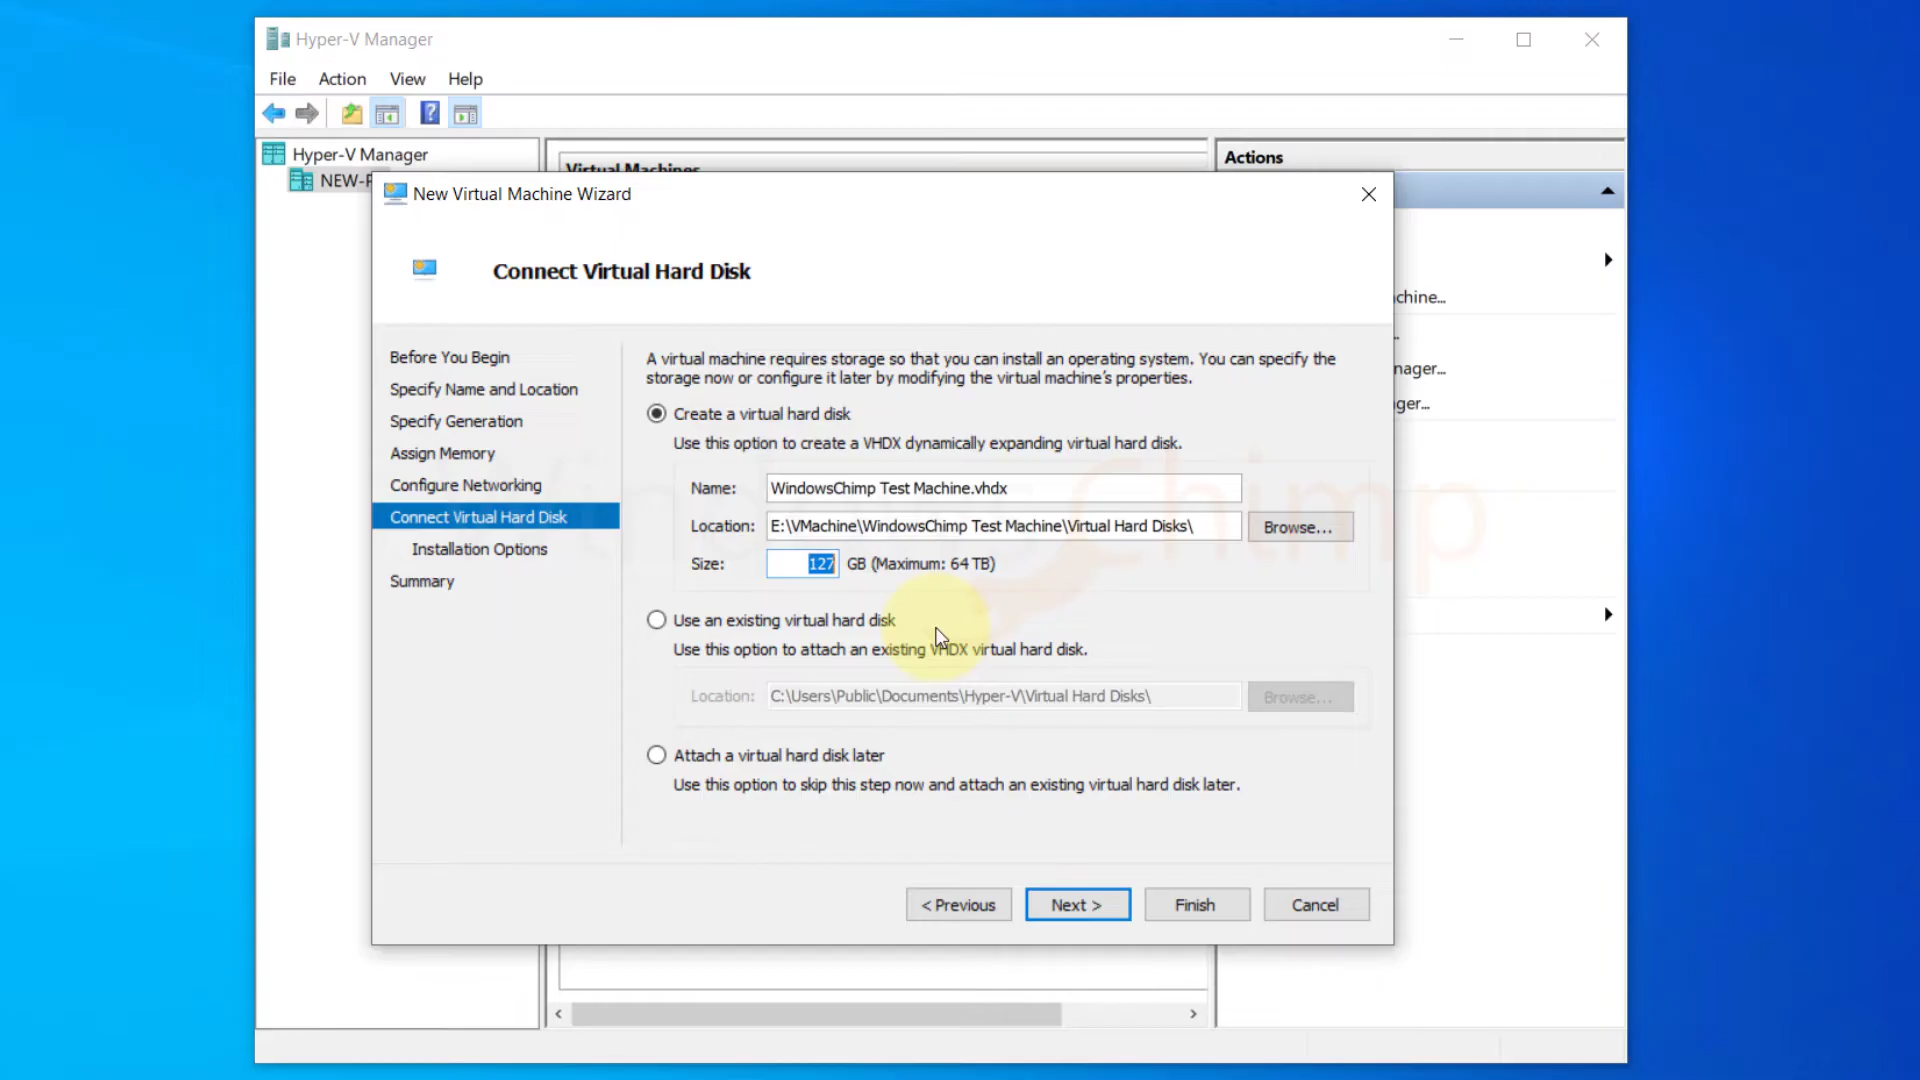 Hyper-V Manager
File Action View Help
Hyper-V Manager
NEW-P
Virtual Machines
Actions
chine...
nager...
ger...
New Virtual Machine Wizard
Connect Virtual Hard Disk
Before You Begin
Specify Name and Location
Specify Generation
Assign Memory
Configure Networking
Connect Virtual Hard Disk
Installation Options
Summary
A virtual machine requires storage so that you can install an operating system. You can specify the
storage now or configure it later by modifying the virtual machine's properties.
Create a virtual hard disk
Use this option to create a VHDX dynamically expanding virtual hard disk.
Name: WindowsChimp Test Machine.vhdx
Location: E:\VMachine\WindowsChimp Test Machine\Virtual Hard Disks\ Browse...
Size: 127 GB (Maximum: 64 TB)
Use an existing virtual hard disk
Use this option to attach an existing VHDX virtual hard disk.
Location: C:\Users\Public\Documents\Hyper-V\Virtual Hard Disks\ Browse...
Attach a virtual hard disk later
Use this option to skip this step now and attach an existing virtual hard disk later.
< Previous Next > Finish Cancel
Windows Chimp